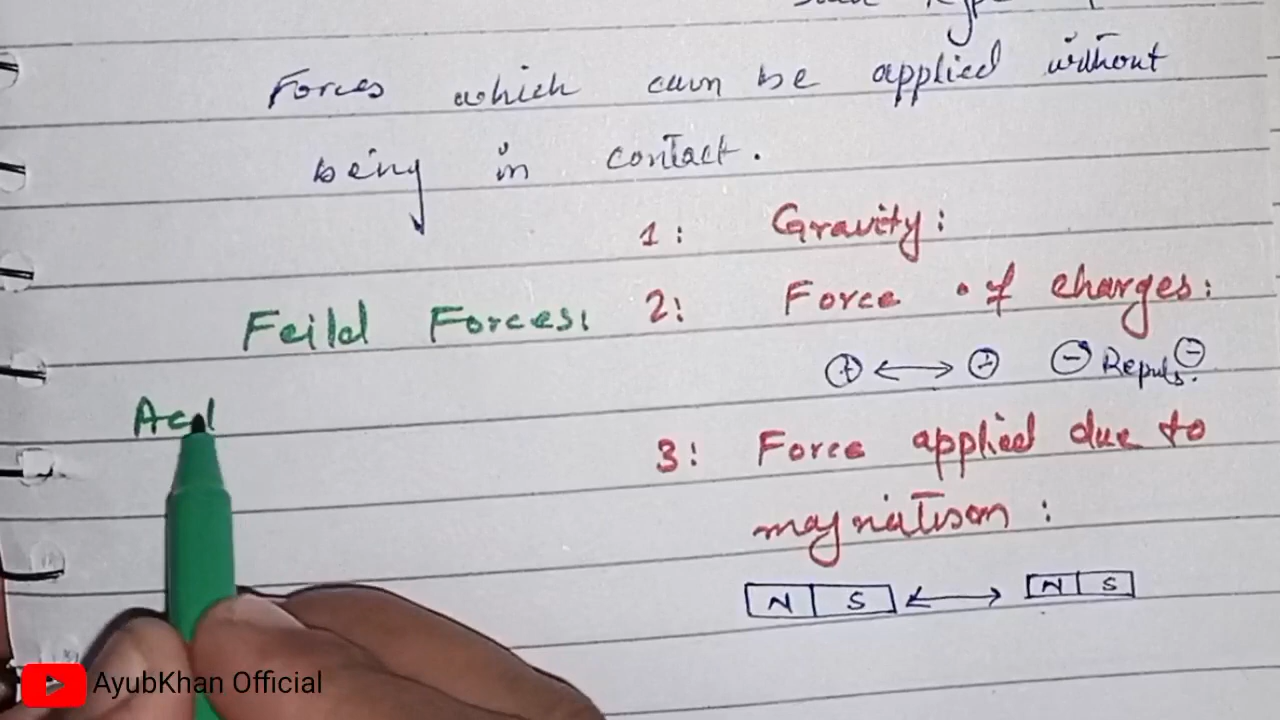 Forces which can be applied without
being in contact.
1: Gravity:
Feild Forces: 2: Force of charges:
+ + - Repuls. -
3: Force applied due to
magnatism :
N S N S
AyubKhan Official